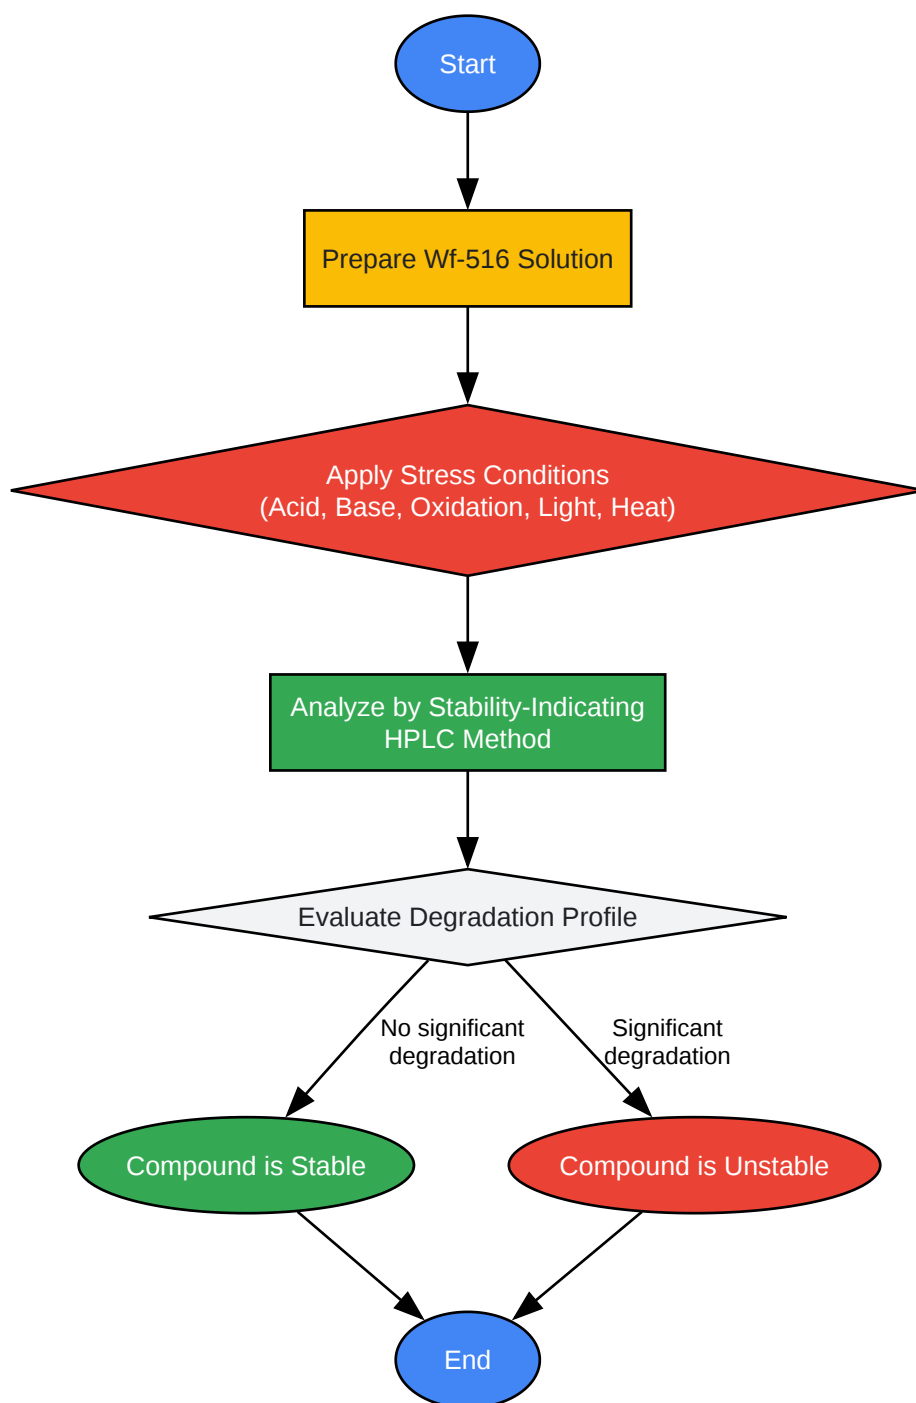 Start
Prepare Wf-516 Solution
Apply Stress Conditions
(Acid, Base, Oxidation, Light, Heat)
Analyze by Stability-Indicating
HPLC Method
Evaluate Degradation Profile
No significant
degradation
Significant
degradation
Compound is Stable
Compound is Unstable
End